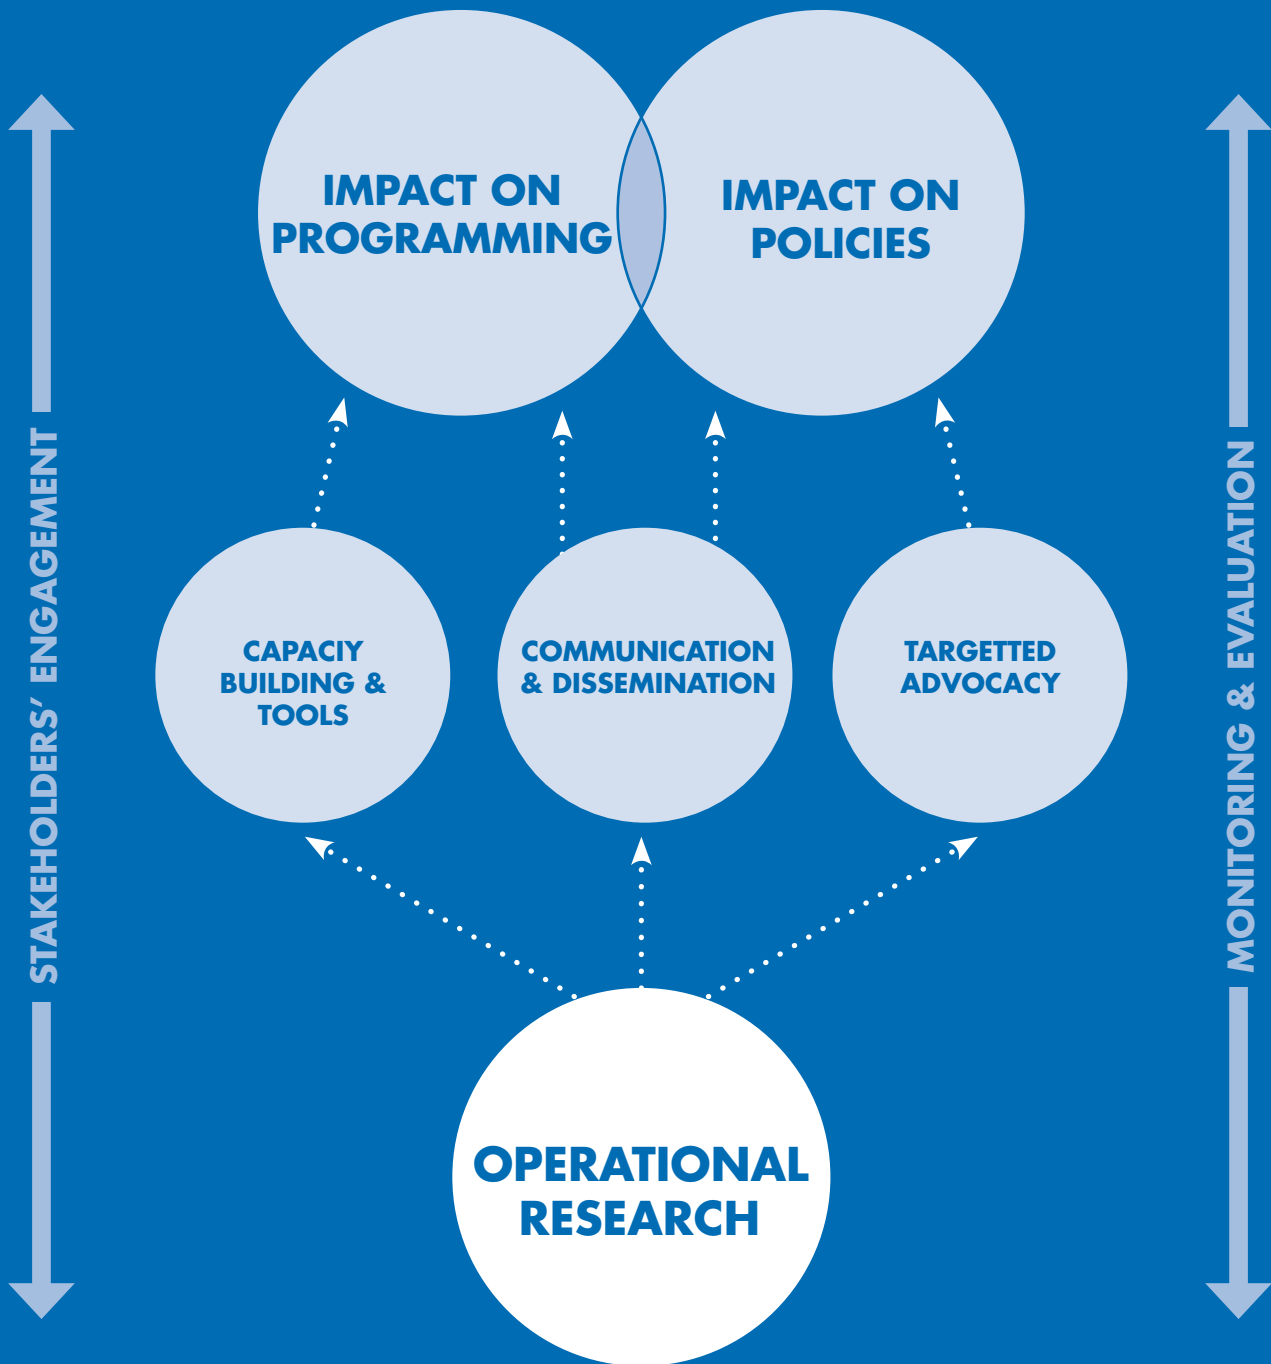 IMPACT ON
PROGRAMMING
IMPACT ON
POLICIES
STAKEHOLDERS’ ENGAGEMENT
MONITORING & EVALUATION
CAPACIY
BUILDING &
TOOLS
COMMUNICATION
& DISSEMINATION
TARGETTED
ADVOCACY
OPERATIONAL
RESEARCH